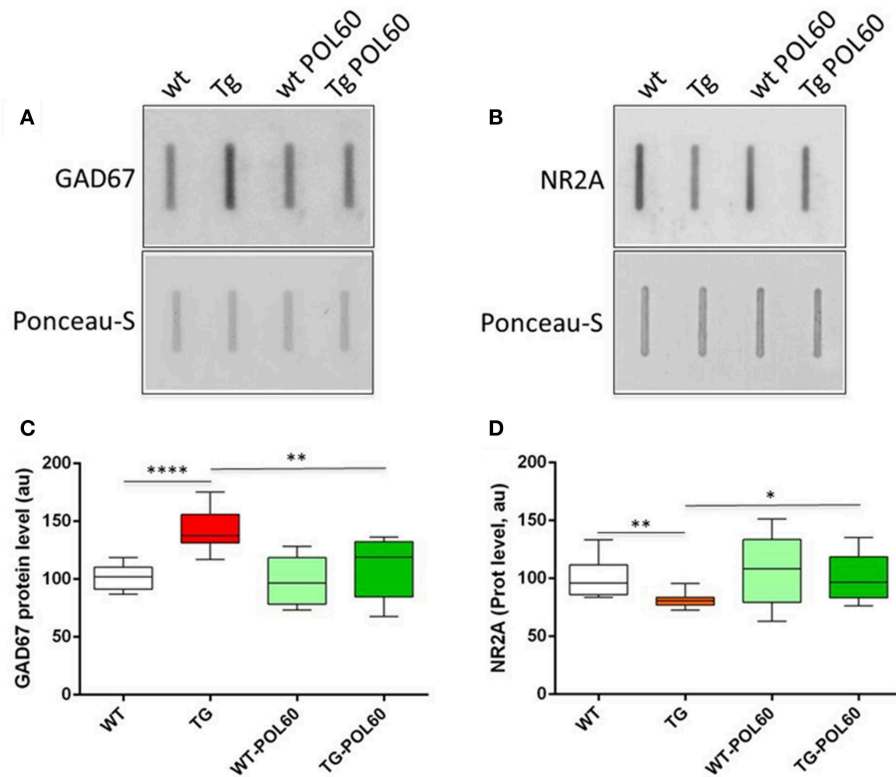 A
wt Tg wt POL60 Tg POL60
GAD67
Ponceau-S
B
wt Tg wt POL60 Tg POL60
NR2A
Ponceau-S
C
GAD67 protein level (au)
200
150
100
50
0
****
**
WT TG WT-POL60 TG-POL60
D
NR2A (Prot level, au)
200
150
100
50
0
**
*
WT TG WT-POL60 TG-POL60